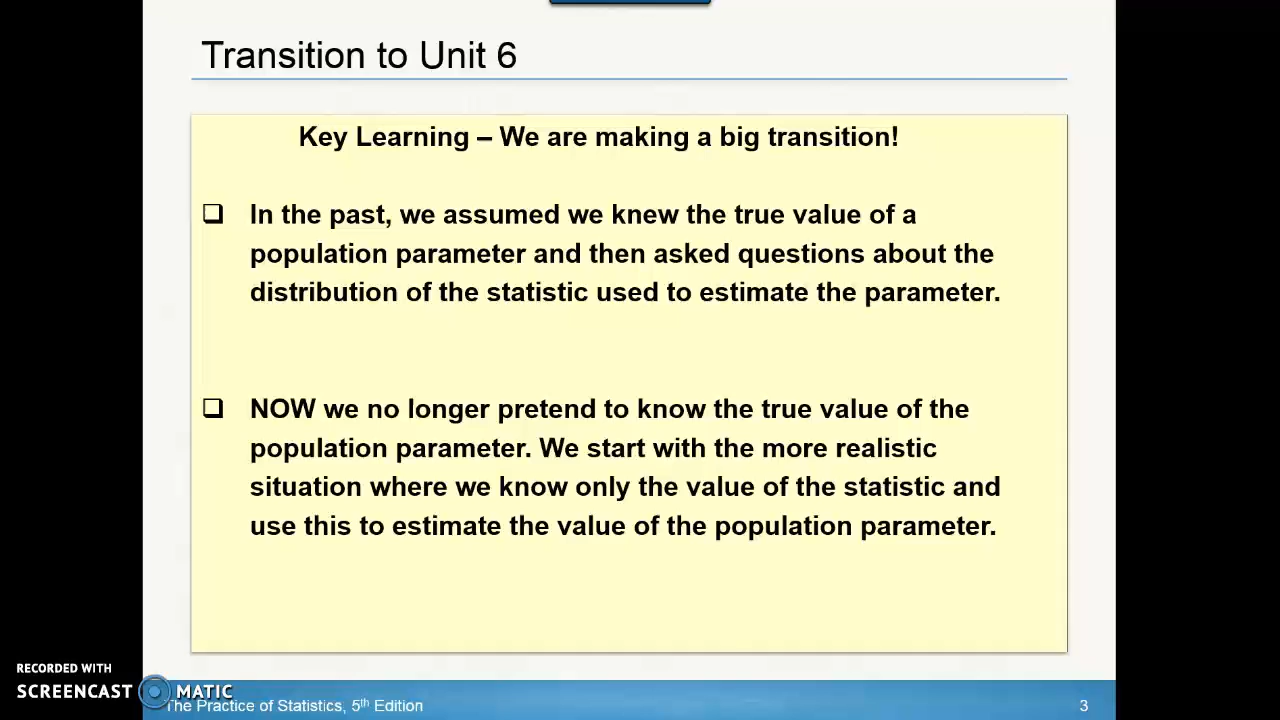 Transition to Unit 6
Key Learning – We are making a big transition!
In the past, we assumed we knew the true value of a
population parameter and then asked questions about the
distribution of the statistic used to estimate the parameter.
NOW we no longer pretend to know the true value of the
population parameter. We start with the more realistic
situation where we know only the value of the statistic and
use this to estimate the value of the population parameter.
RECORDED WITH
SCREENCAST MATIC
The Practice of Statistics, 5th Edition
3